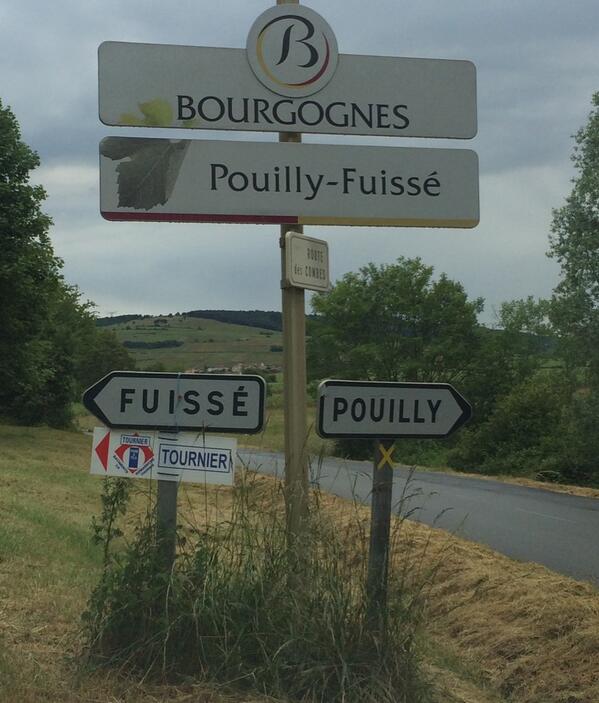 B
BOURGOGNES
Pouilly-Fuissé
ROUTE
des COMBES
FUISSÉ
POUILLY
TOURNIER
TOURNIER